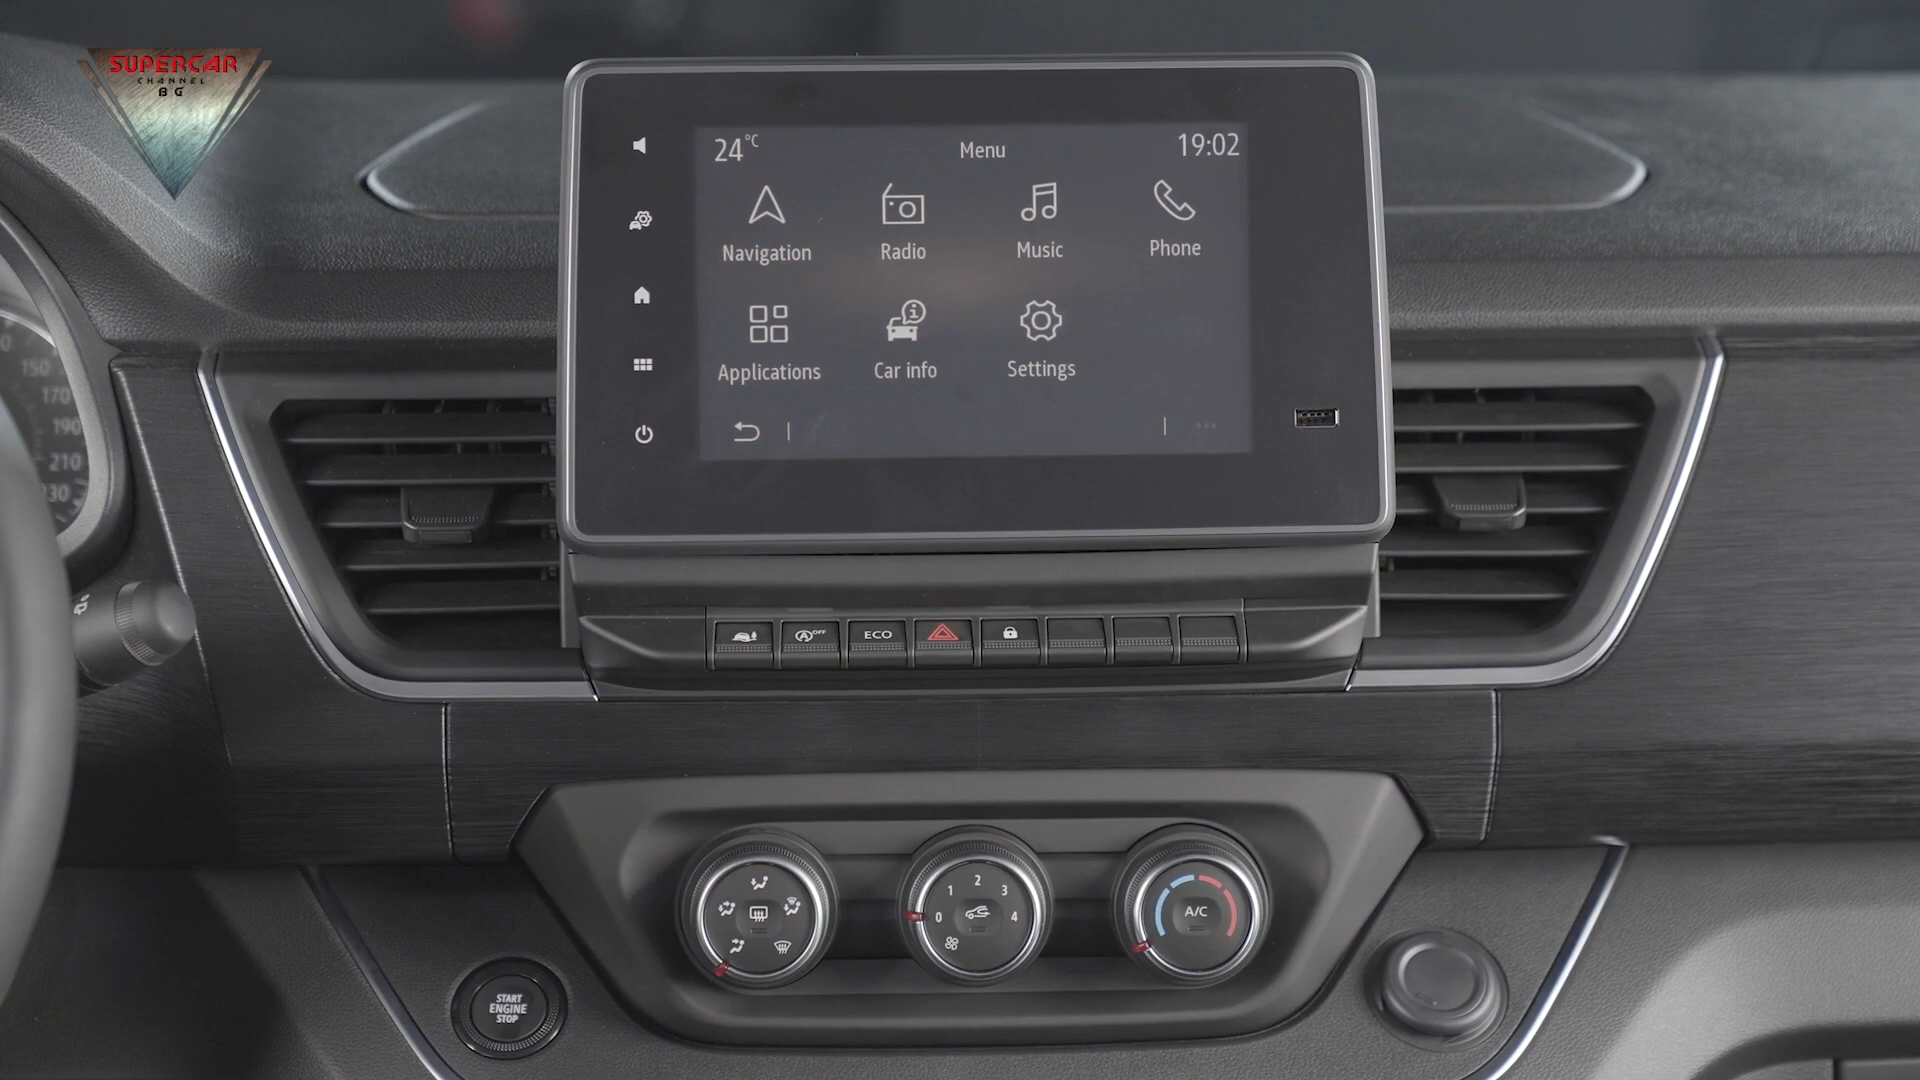 SUPERCAR
CHANNEL
BG
24°C
Menu
19:02
Navigation
Radio
Music
Phone
Applications
Car info
Settings
150
170
190
210
230
A OFF
ECO
0 1 2 3 4
A/C
START
ENGINE
STOP